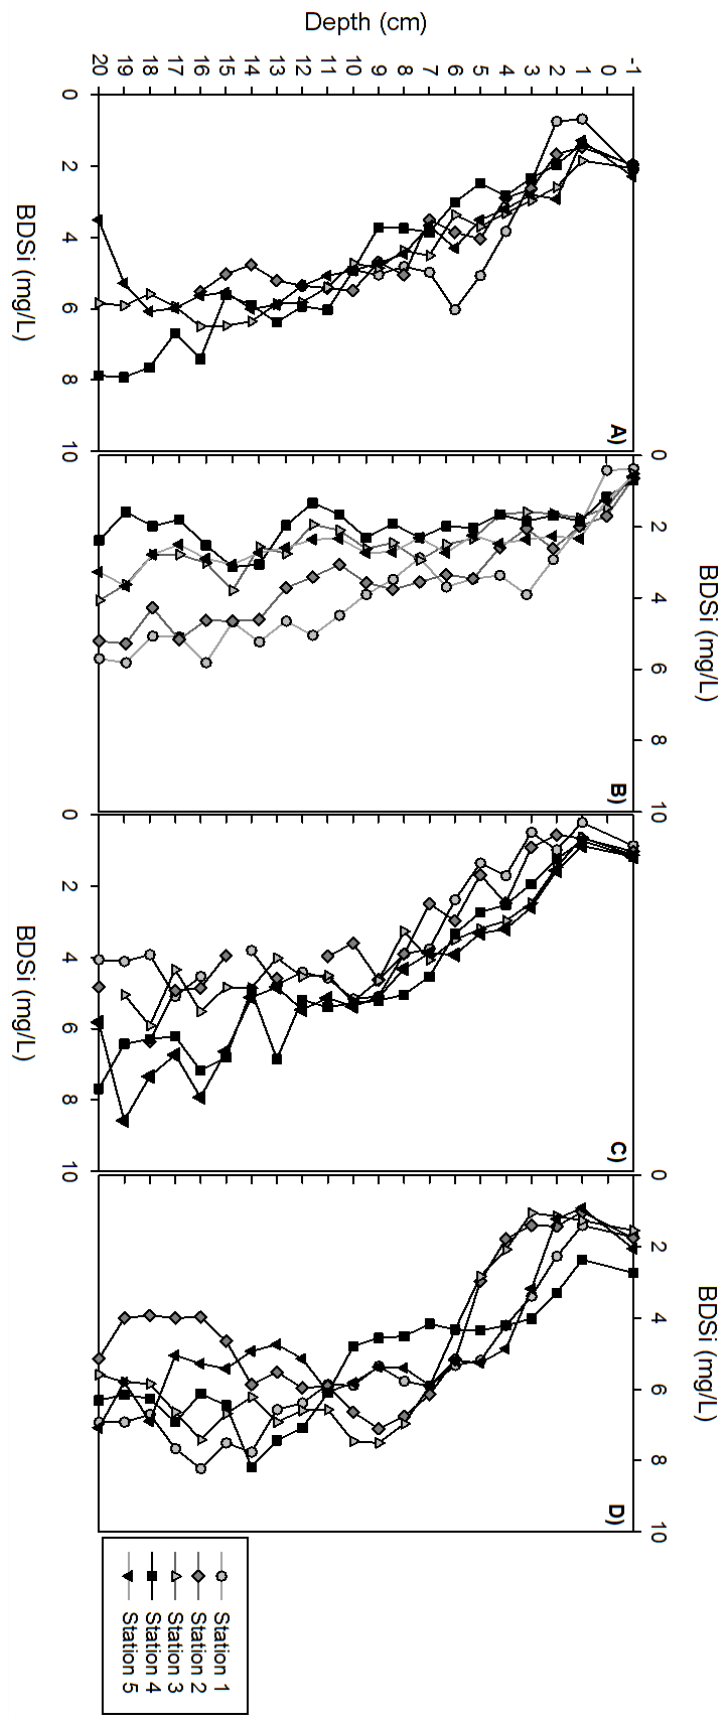 BDSi (mg/L)
BDSi (mg/L)
0 2 4 6 8 10
0 2 4 6 8 10
A)
B)
C)
D)
Depth (cm)
-1
0
1
2
3
4
5
6
7
8
9
10
11
12
13
14
15
16
17
18
19
20
0 2 4 6 8 10
0 2 4 6 8 10
BDSi (mg/L)
BDSi (mg/L)
Station 1
Station 2
Station 3
Station 4
Station 5